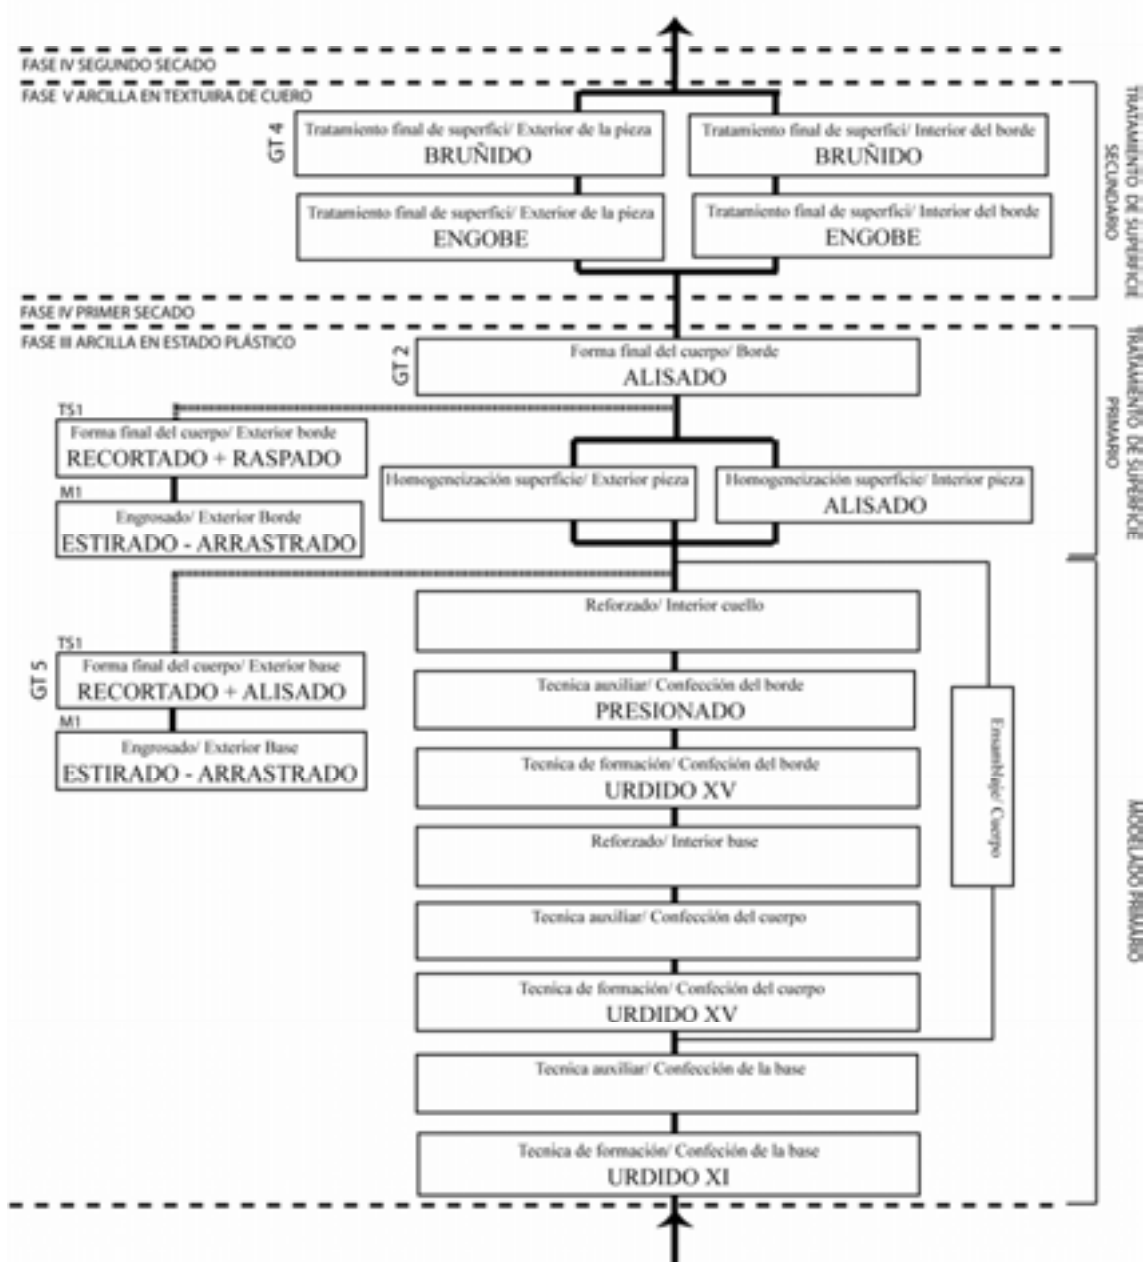 FASE IV SEGUNDO SECADO
FASE V ARCILLA EN TEXTUIRA DE CUERO
GT 4
Tratamiento final de superfici/ Exterior de la pieza
BRUÑIDO
Tratamiento final de superfici/ Interior del borde
BRUÑIDO
Tratamiento final de superfici/ Exterior de la pieza
ENGOBE
Tratamiento final de superfici/ Interior del borde
ENGOBE
TRATAMIENTO DE SUPERFICIE
SECUNDARIO
FASE IV PRIMER SECADO
FASE III ARCILLA EN ESTADO PLÁSTICO
GT 2
Forma final del cuerpo/ Borde
ALISADO
TS1
Forma final del cuerpo/ Exterior borde
RECORTADO + RASPADO
M1
Engrosado/ Exterior Borde
ESTIRADO - ARRASTRADO
Homogeneización superficie/ Exterior pieza
Homogeneización superficie/ Interior pieza
ALISADO
TRATAMIENTO DE SUPERFICIE
PRIMARIO
Reforzado/ Interior cuello
GT 5
TS1
Forma final del cuerpo/ Exterior base
RECORTADO + ALISADO
M1
Engrosado/ Exterior Base
ESTIRADO - ARRASTRADO
Tecnica auxiliar/ Confección del borde
PRESIONADO
Tecnica de formación/ Confeción del borde
URDIDO XV
Reforzado/ Interior base
Tecnica auxiliar/ Confección del cuerpo
Tecnica de formación/ Confeción del cuerpo
URDIDO XV
Ensamblaje/ Cuerpo
Tecnica auxiliar/ Confección de la base
Tecnica de formación/ Confeción de la base
URDIDO XI
MODELADO PRIMARIO